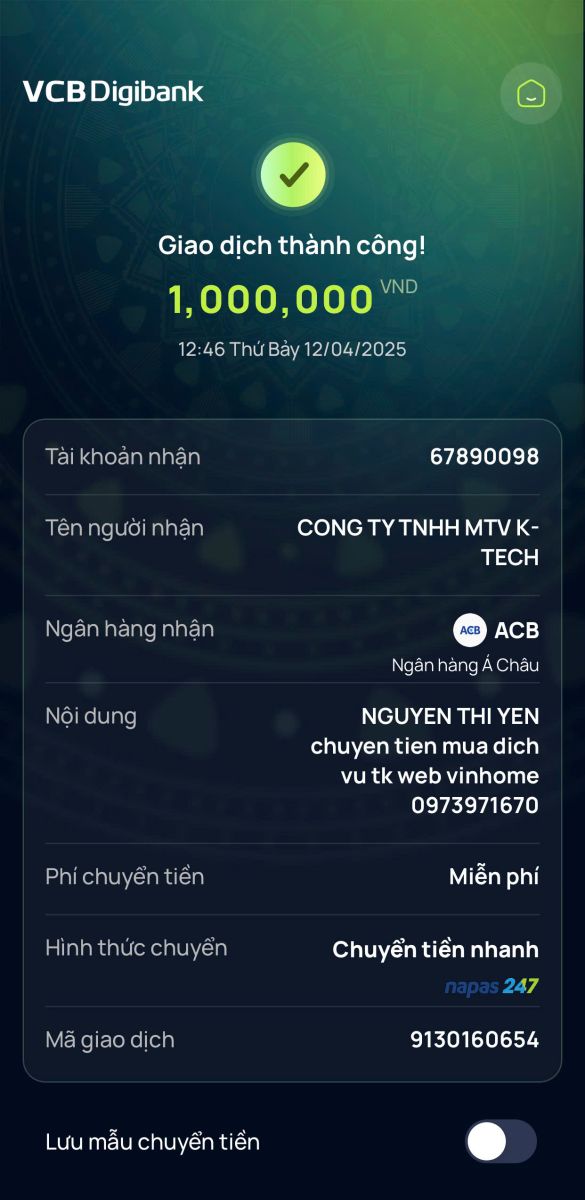 VCB Digibank
Giao dịch thành công!
1,000,000 VND
12:46 Thứ Bảy 12/04/2025
Tài khoản nhận 67890098
Tên người nhận CONG TY TNHH MTV K-
TECH
Ngân hàng nhận ACB ACB
Ngân hàng Á Châu
Nội dung NGUYEN THI YEN
chuyen tien mua dich
vu tk web vinhome
0973971670
Phí chuyển tiền Miễn phí
Hình thức chuyển Chuyển tiền nhanh
napas 247
Mã giao dịch 9130160654
Lưu mẫu chuyển tiền